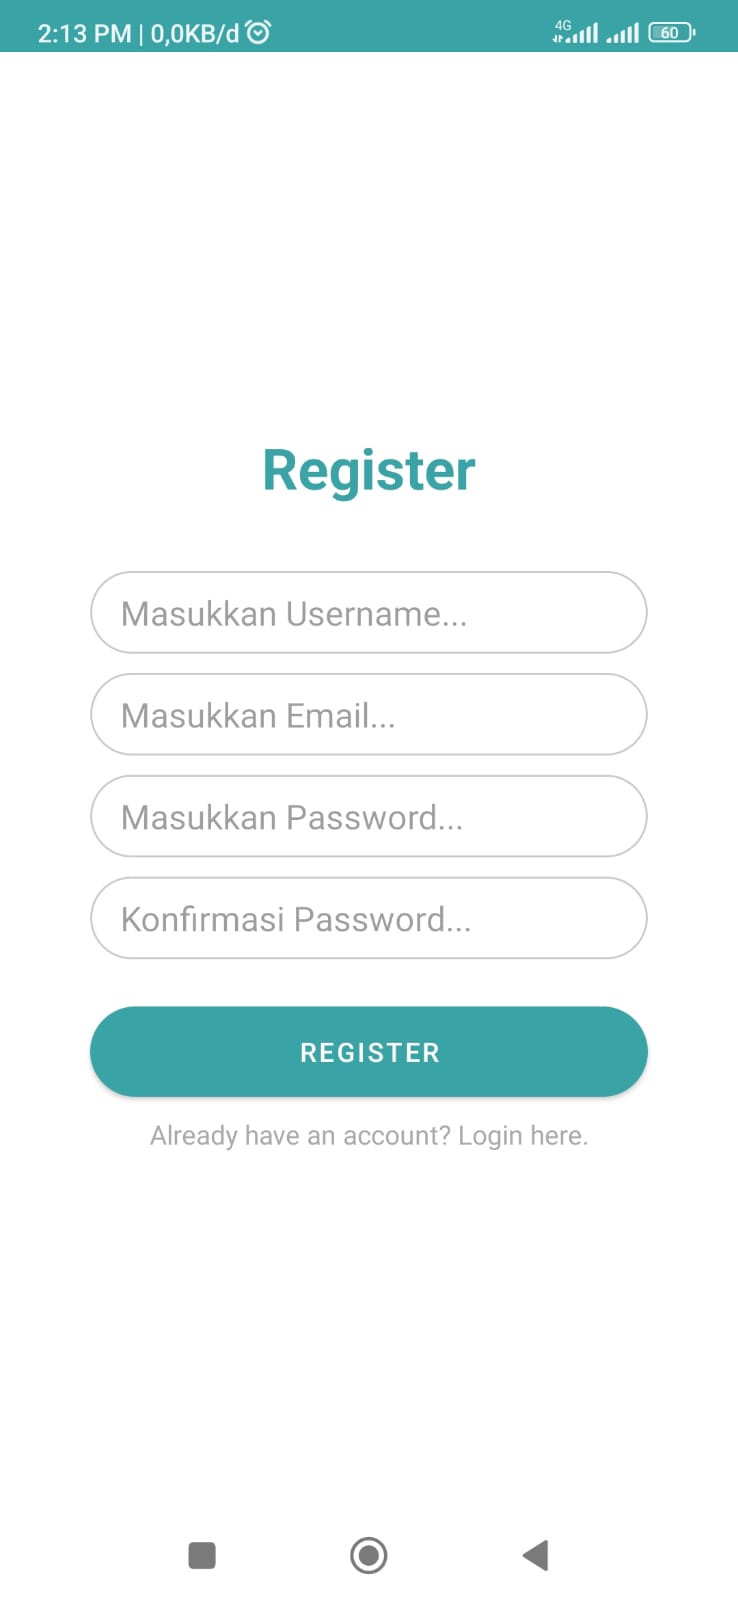 2:13 PM | 0,0KB/d 4G 60
Register
Masukkan Username...
Masukkan Email...
Masukkan Password...
Konfirmasi Password...
REGISTER
Already have an account? Login here.